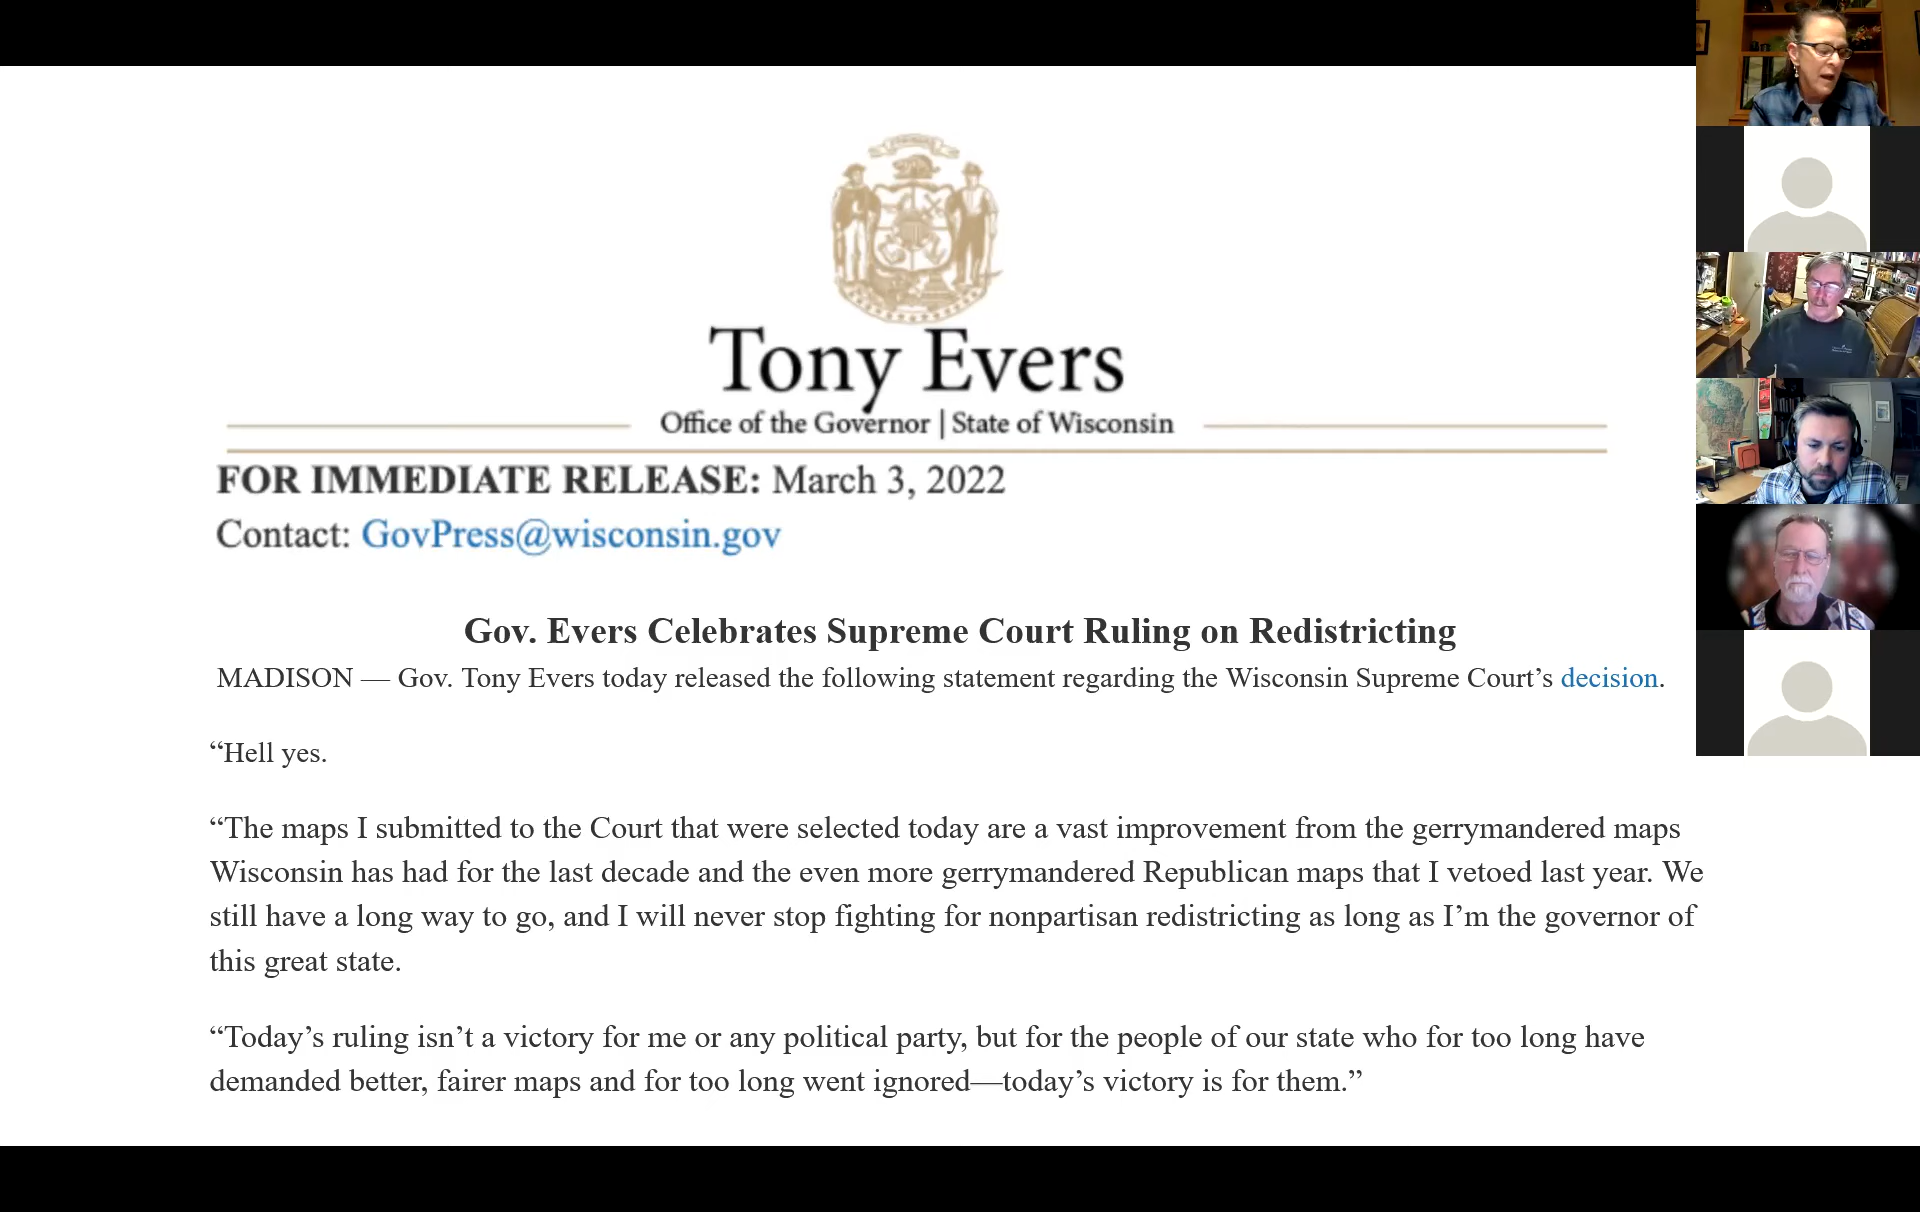 Tony Evers
Office of the Governor | State of Wisconsin
FOR IMMEDIATE RELEASE: March 3, 2022
Contact: GovPress@wisconsin.gov
Gov. Evers Celebrates Supreme Court Ruling on Redistricting
MADISON — Gov. Tony Evers today released the following statement regarding the Wisconsin Supreme Court’s decision.
“Hell yes.
“The maps I submitted to the Court that were selected today are a vast improvement from the gerrymandered maps
Wisconsin has had for the last decade and the even more gerrymandered Republican maps that I vetoed last year. We
still have a long way to go, and I will never stop fighting for nonpartisan redistricting as long as I’m the governor of
this great state.
“Today’s ruling isn’t a victory for me or any political party, but for the people of our state who for too long have
demanded better, fairer maps and for too long went ignored—today’s victory is for them.”